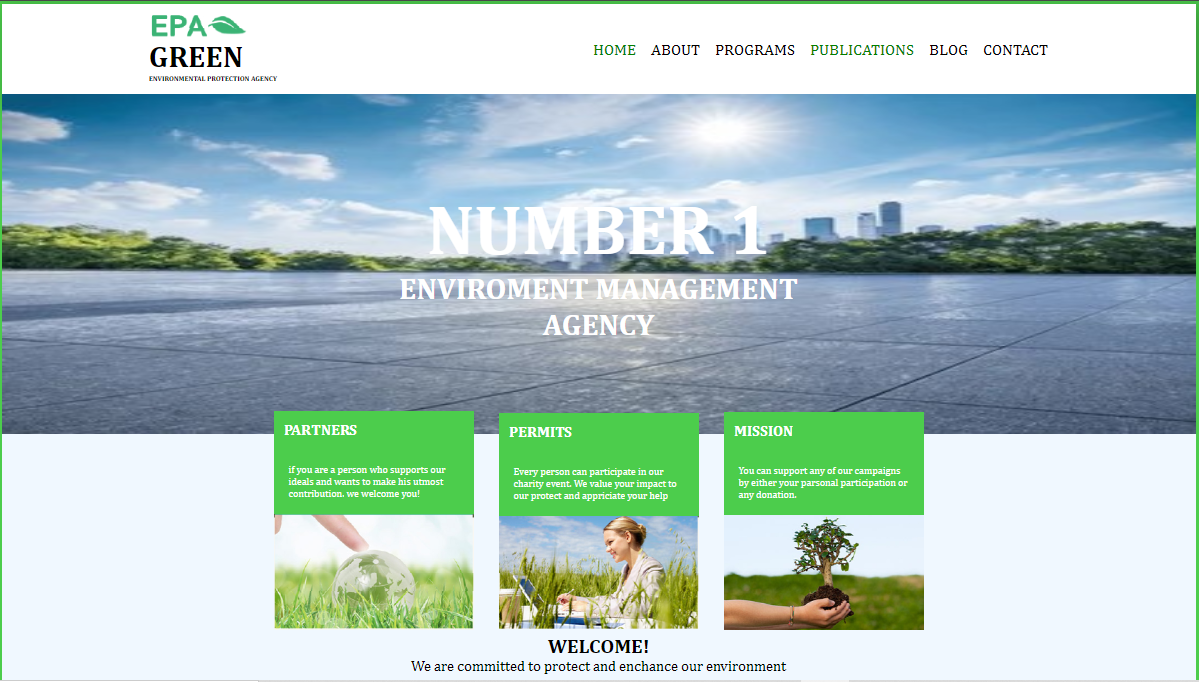 EPA
GREEN
ENVIRONMENTAL PROTECTION AGENCY
HOME ABOUT PROGRAMS PUBLICATIONS BLOG CONTACT
NUMBER 1
ENVIROMENT MANAGEMENT
AGENCY
PARTNERS
if you are a person who supports our
ideals and wants to make his utmost
contribution. we welcome you!
PERMITS
Every person can participate in our
charity event. We value your impact to
our protect and appriciate your help
MISSION
You can support any of our campaigns
by either your parsonal participation or
any donation.
WELCOME!
We are committed to protect and enchance our environment